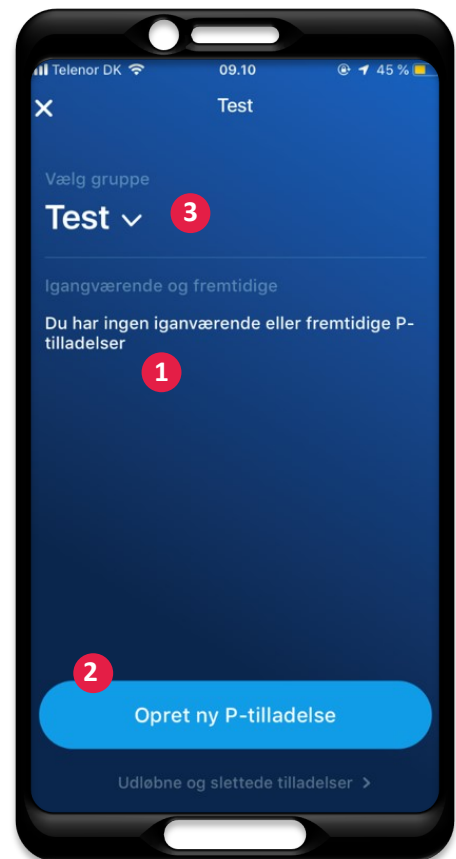 Telenor DK 09.10 45 %
Test
Vælg gruppe
Test 3
Igangværende og fremtidige
Du har ingen iganværende eller fremtidige P-
tilladelser
1
2
Opret ny P-tilladelse
Udløbne og slettede tilladelser >